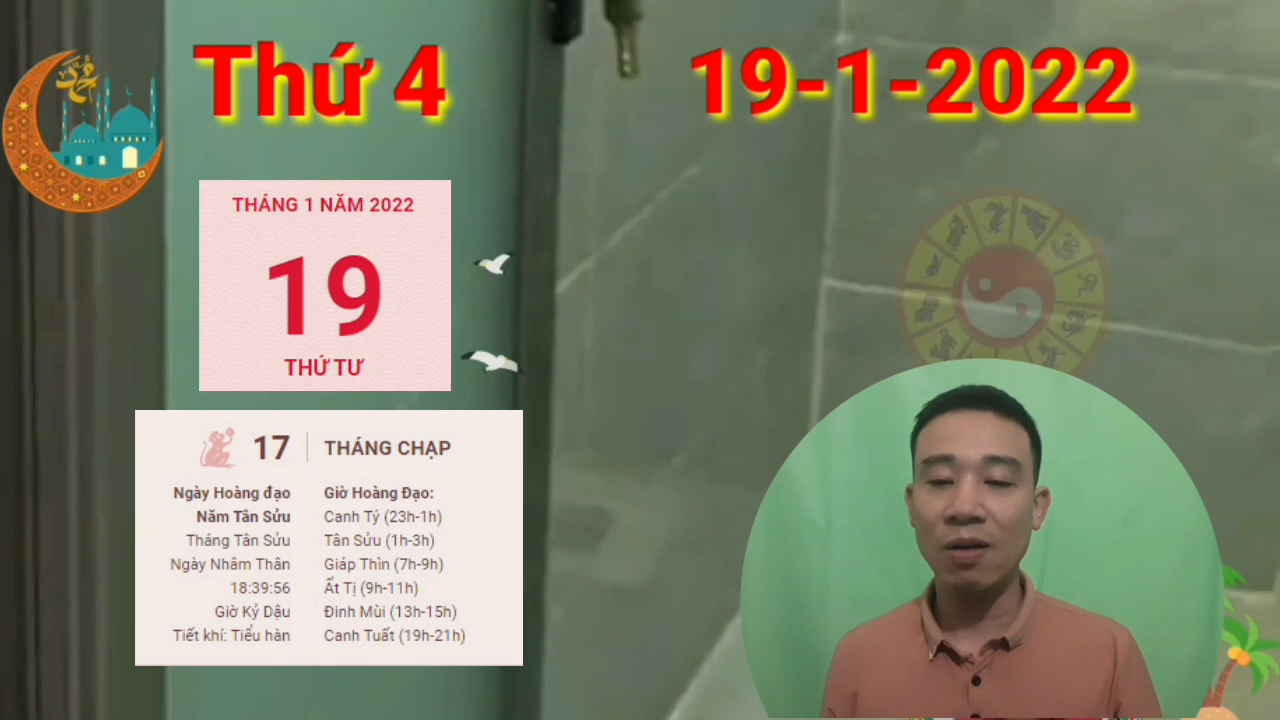 Thứ 4
19-1-2022
THÁNG 1 NĂM 2022
19
THỨ TƯ
17
THÁNG CHẠP
Ngày Hoàng đạo
Năm Tân Sửu
Tháng Tân Sửu
Ngày Nhâm Thân
18:39:56
Giờ Kỷ Dậu
Tiết khí: Tiểu hàn
Giờ Hoàng Đạo:
Canh Tý (23h-1h)
Tân Sửu (1h-3h)
Giáp Thìn (7h-9h)
Ất Tị (9h-11h)
Đinh Mùi (13h-15h)
Canh Tuất (19h-21h)